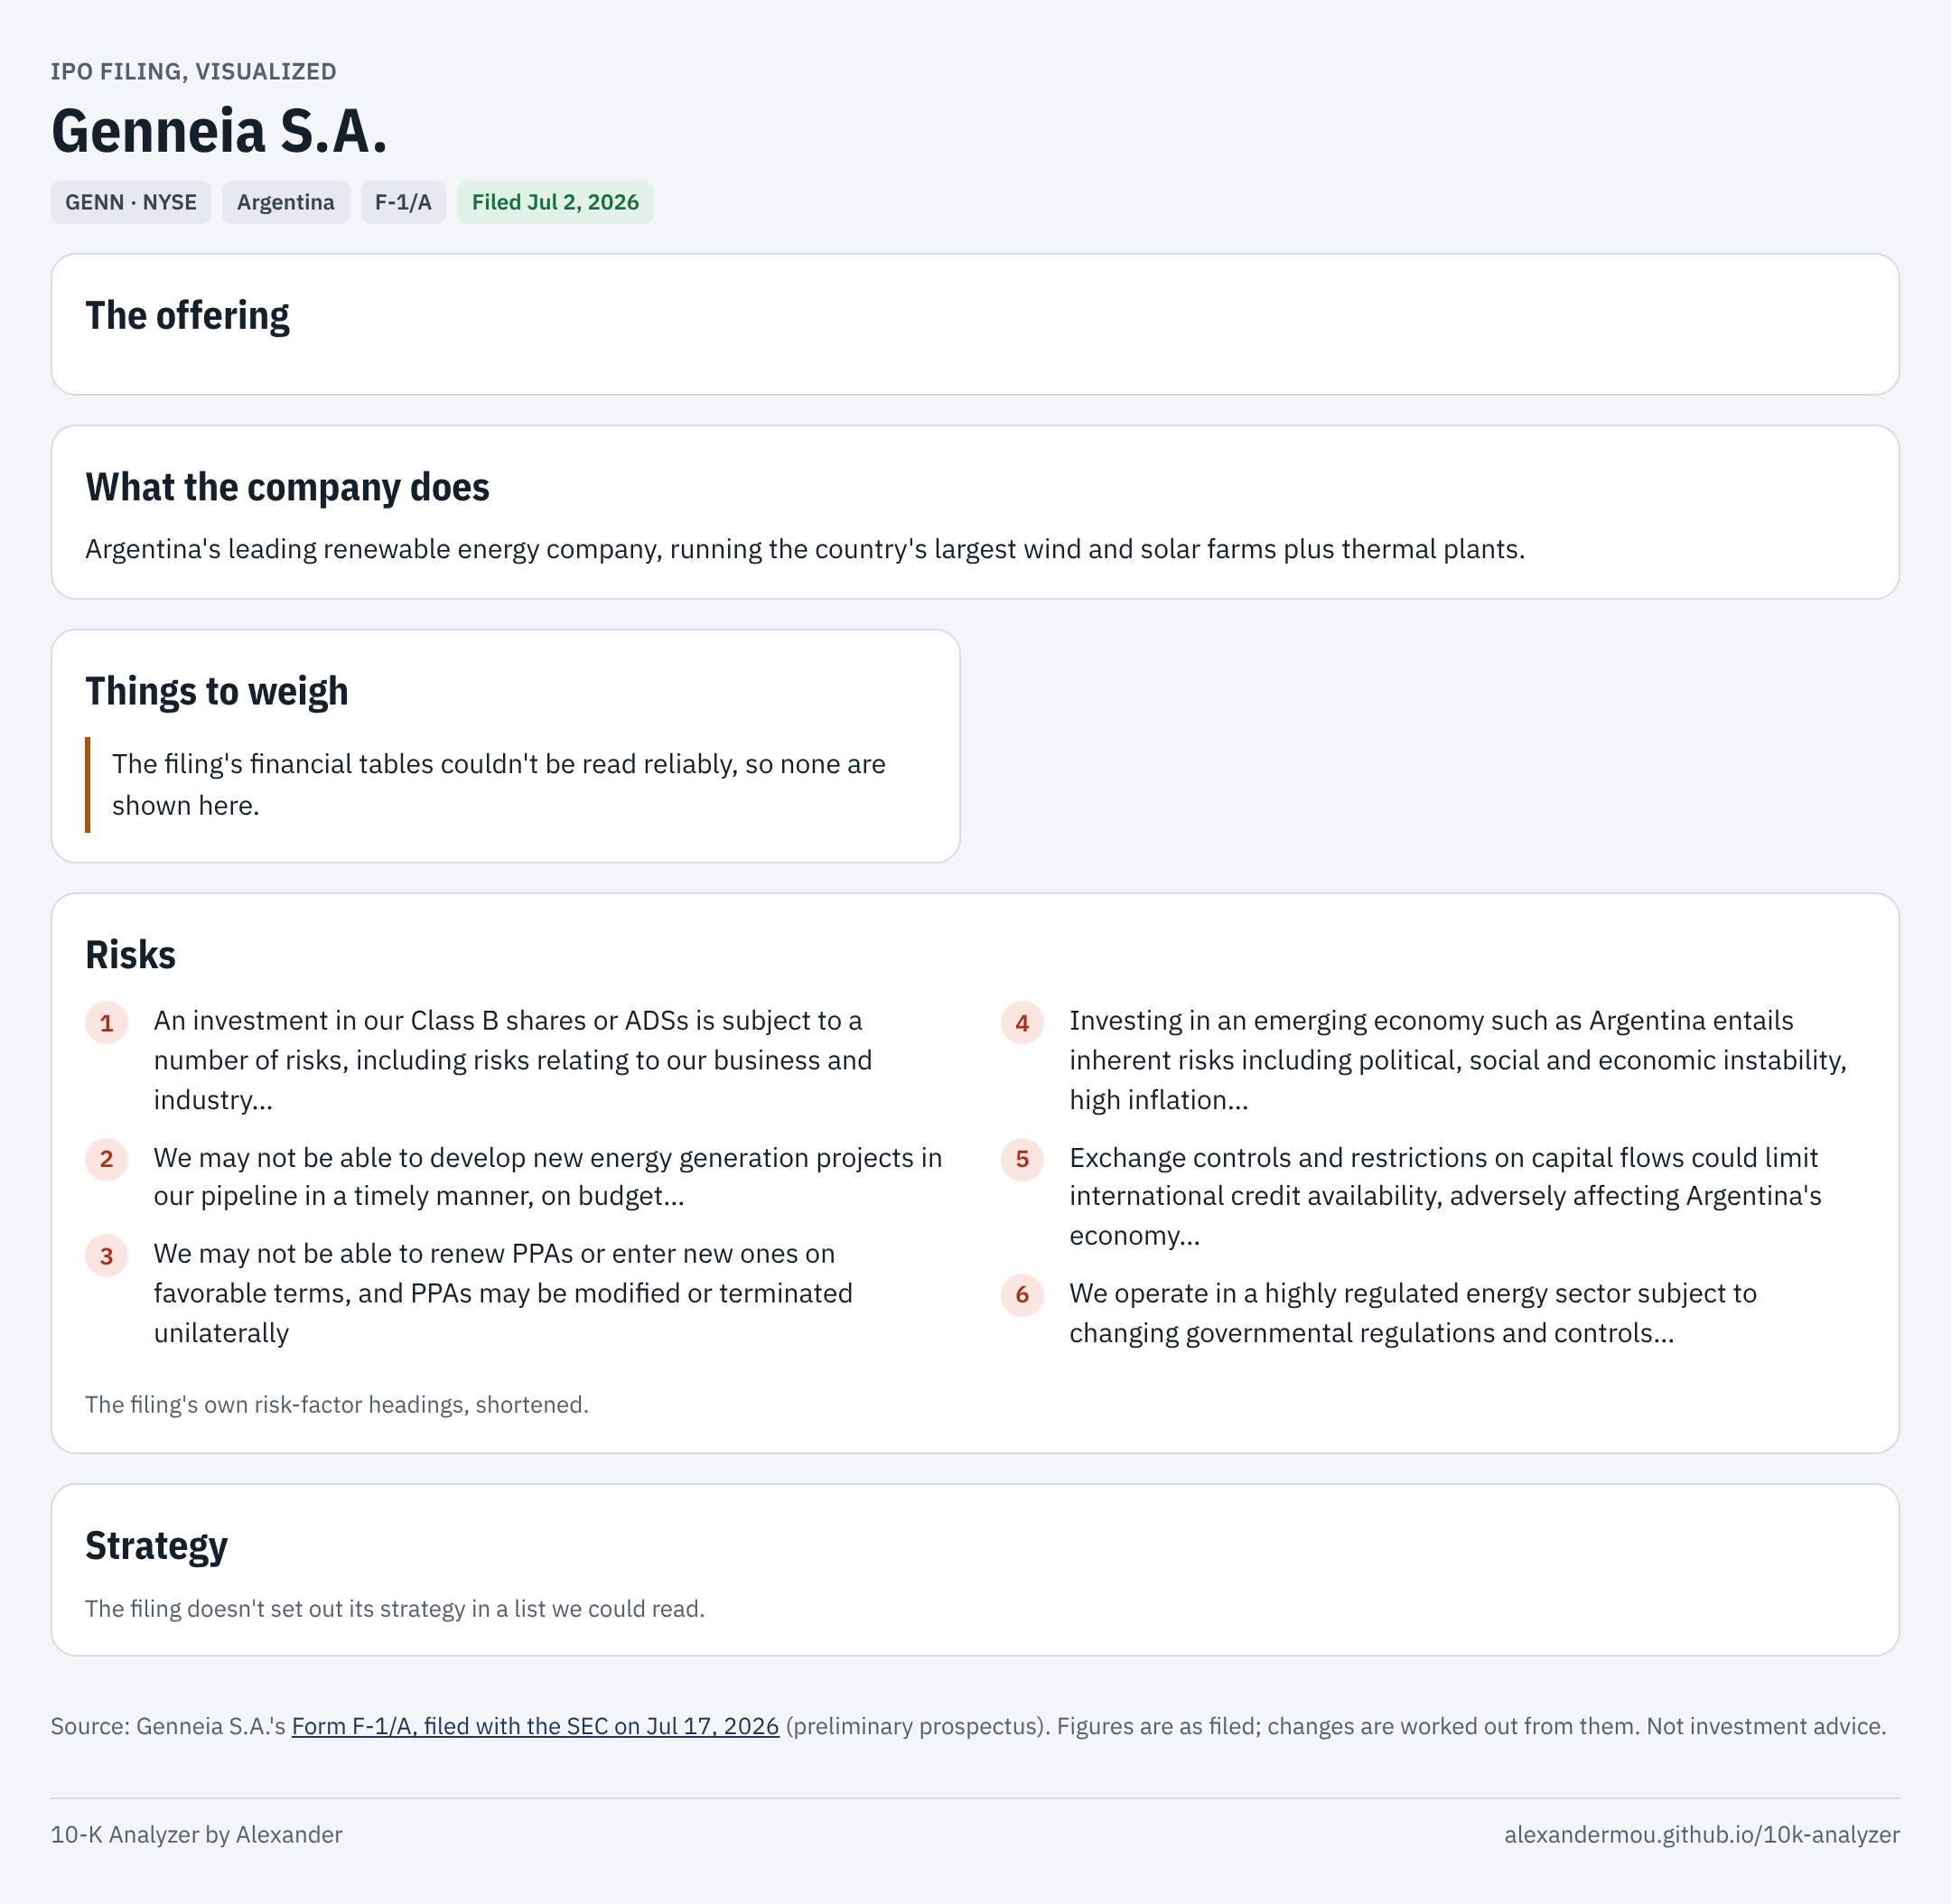 IPO FILING, VISUALIZED
Genneia S.A.
GENN · NYSE
Argentina
F-1/A
Filed Jul 2, 2026
The offering
What the company does
Argentina's leading renewable energy company, running the country's largest wind and solar farms plus thermal plants.
Things to weigh
The filing's financial tables couldn't be read reliably, so none are
shown here.
Risks
1
An investment in our Class B shares or ADSs is subject to a
number of risks, including risks relating to our business and
industry...
2
We may not be able to develop new energy generation projects in
our pipeline in a timely manner, on budget...
3
We may not be able to renew PPAs or enter new ones on
favorable terms, and PPAs may be modified or terminated
unilaterally
4
Investing in an emerging economy such as Argentina entails
inherent risks including political, social and economic instability,
high inflation...
5
Exchange controls and restrictions on capital flows could limit
international credit availability, adversely affecting Argentina's
economy...
6
We operate in a highly regulated energy sector subject to
changing governmental regulations and controls...
The filing's own risk-factor headings, shortened.
Strategy
The filing doesn't set out its strategy in a list we could read.
Source: Genneia S.A.'s Form F-1/A, filed with the SEC on Jul 17, 2026 (preliminary prospectus). Figures are as filed; changes are worked out from them. Not investment advice.
10-K Analyzer by Alexander
alexandermou.github.io/10k-analyzer